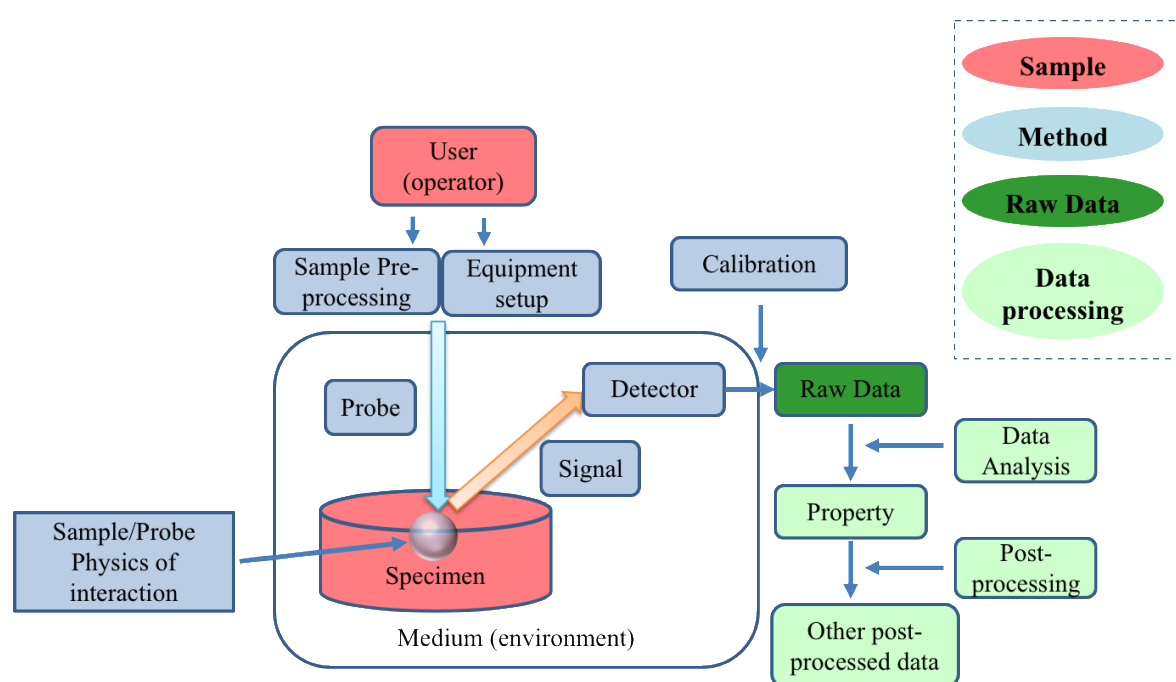 Sample
Method
Raw Data
Data
processing
User
(operator)
Sample Pre-
processing
Equipment
setup
Calibration
Probe
Detector
Raw Data
Signal
Data
Analysis
Property
Sample/Probe
Physics of
interaction
Specimen
Post-
processing
Medium (environment)
Other post-
processed data